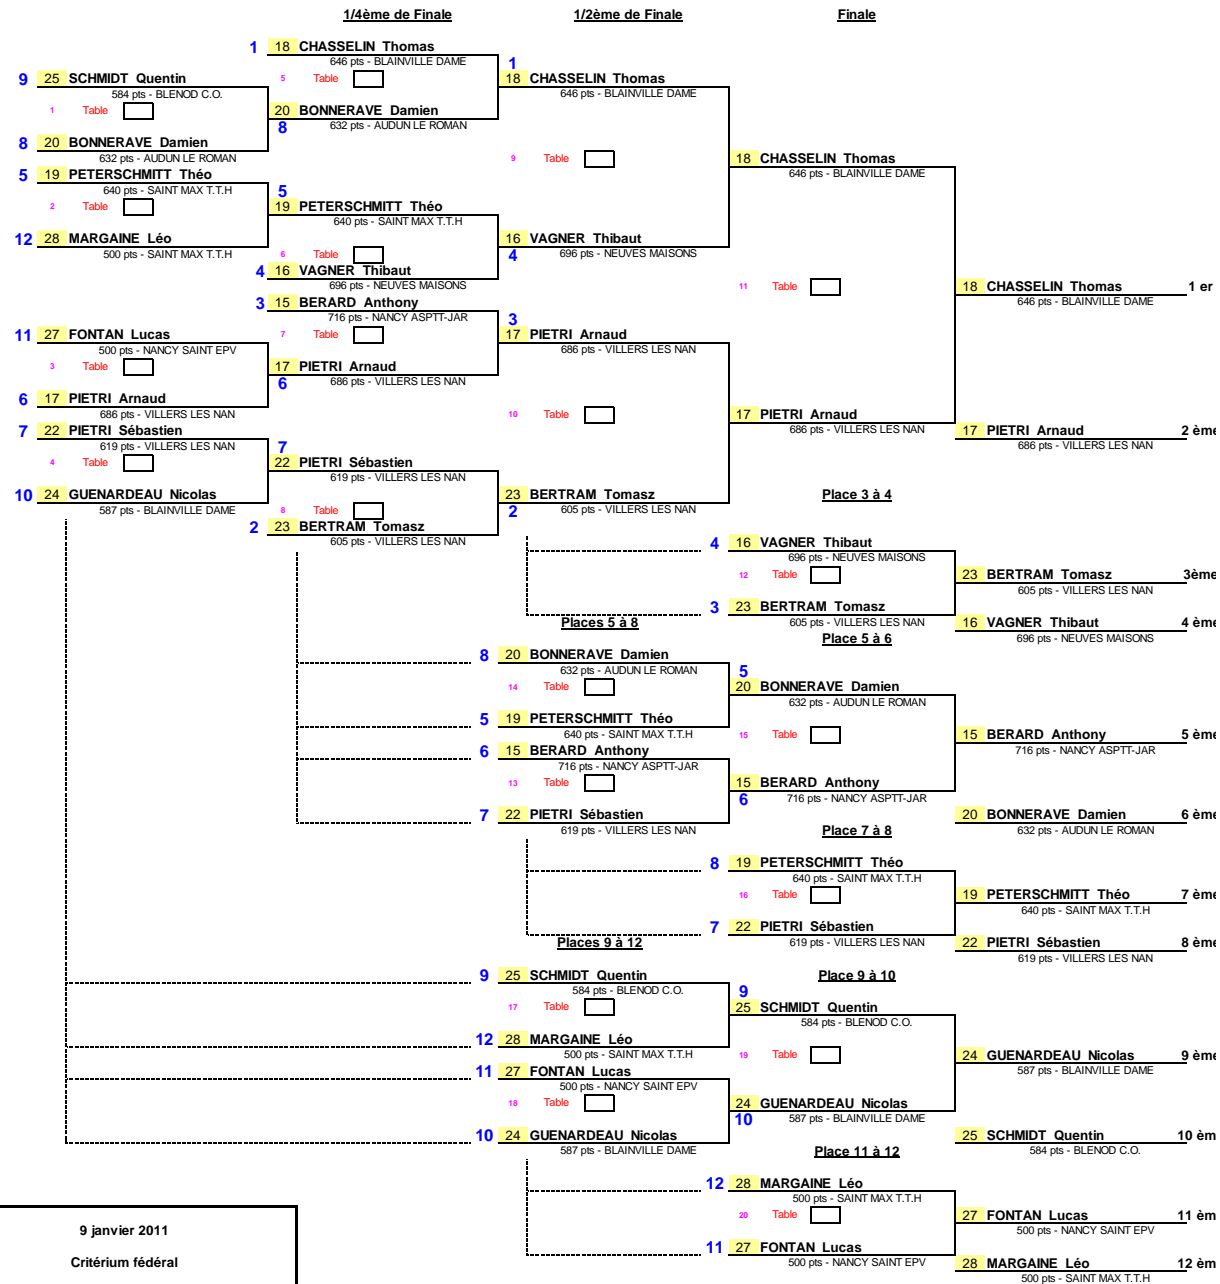 1/4ème de Finale 1/2ème de Finale Finale
1 18 CHASSELIN Thomas
646 pts - BLAINVILLE DAME 1
9 25 SCHMIDT Quentin 5 Table 18 CHASSELIN Thomas
584 pts - BLENOD C.O. 646 pts - BLAINVILLE DAME
1 Table 20 BONNERAVE Damien
8 632 pts - AUDUN LE ROMAN
8 20 BONNERAVE Damien
632 pts - AUDUN LE ROMAN 9 Table 18 CHASSELIN Thomas
5 19 PETERSCHMITT Théo 646 pts - BLAINVILLE DAME
640 pts - SAINT MAX T.T.H 5
2 Table 19 PETERSCHMITT Théo
640 pts - SAINT MAX T.T.H
12 28 MARGAINE Léo 16 VAGNER Thibaut
500 pts - SAINT MAX T.T.H 6 Table 4 696 pts - NEUVES MAISONS
4 16 VAGNER Thibaut
696 pts - NEUVES MAISONS 11 Table 18 CHASSELIN Thomas 1 er
3 15 BERARD Anthony 646 pts - BLAINVILLE DAME
716 pts - NANCY ASPTT-JAR 3
11 27 FONTAN Lucas 7 Table 17 PIETRI Arnaud
500 pts - NANCY SAINT EPV 686 pts - VILLERS LES NAN
3 Table 17 PIETRI Arnaud
6 686 pts - VILLERS LES NAN
6 17 PIETRI Arnaud
686 pts - VILLERS LES NAN 10 Table 17 PIETRI Arnaud
7 22 PIETRI Sébastien 686 pts - VILLERS LES NAN 17 PIETRI Arnaud 2 ème
619 pts - VILLERS LES NAN 7 686 pts - VILLERS LES NAN
4 Table 22 PIETRI Sébastien
619 pts - VILLERS LES NAN
10 24 GUENARDEAU Nicolas 23 BERTRAM Tomasz Place 3 à 4
587 pts - BLAINVILLE DAME 8 Table 2 605 pts - VILLERS LES NAN
2 23 BERTRAM Tomasz
605 pts - VILLERS LES NAN 4 16 VAGNER Thibaut
696 pts - NEUVES MAISONS
12 Table 23 BERTRAM Tomasz 3ème
605 pts - VILLERS LES NAN
3 23 BERTRAM Tomasz
Places 5 à 8 605 pts - VILLERS LES NAN 16 VAGNER Thibaut 4 ème
Place 5 à 6 696 pts - NEUVES MAISONS
8 20 BONNERAVE Damien
632 pts - AUDUN LE ROMAN 5
14 Table 20 BONNERAVE Damien
632 pts - AUDUN LE ROMAN
5 19 PETERSCHMITT Théo
640 pts - SAINT MAX T.T.H 15 Table 15 BERARD Anthony 5 ème
6 15 BERARD Anthony 716 pts - NANCY ASPTT-JAR
716 pts - NANCY ASPTT-JAR
13 Table 15 BERARD Anthony
6 716 pts - NANCY ASPTT-JAR
7 22 PIETRI Sébastien 20 BONNERAVE Damien 6 ème
619 pts - VILLERS LES NAN Place 7 à 8 632 pts - AUDUN LE ROMAN
8 19 PETERSCHMITT Théo
640 pts - SAINT MAX T.T.H
16 Table 19 PETERSCHMITT Théo 7 ème
640 pts - SAINT MAX T.T.H
7 22 PIETRI Sébastien
Places 9 à 12 619 pts - VILLERS LES NAN 22 PIETRI Sébastien 8 ème
619 pts - VILLERS LES NAN
9 25 SCHMIDT Quentin Place 9 à 10
584 pts - BLENOD C.O. 9
17 Table 25 SCHMIDT Quentin
584 pts - BLENOD C.O.
12 28 MARGAINE Léo
500 pts - SAINT MAX T.T.H 19 Table 24 GUENARDEAU Nicolas 9 ème
11 27 FONTAN Lucas 587 pts - BLAINVILLE DAME
500 pts - NANCY SAINT EPV
18 Table 24 GUENARDEAU Nicolas
10 587 pts - BLAINVILLE DAME
10 24 GUENARDEAU Nicolas 25 SCHMIDT Quentin 10 èm
587 pts - BLAINVILLE DAME Place 11 à 12 584 pts - BLENOD C.O.
12 28 MARGAINE Léo
500 pts - SAINT MAX T.T.H
20 Table 27 FONTAN Lucas 11 èm
9 janvier 2011 500 pts - NANCY SAINT EPV
11 27 FONTAN Lucas
Critérium fédéral 500 pts - NANCY SAINT EPV 28 MARGAINE Léo 12 èm
500 pts - SAINT MAX T.T.H